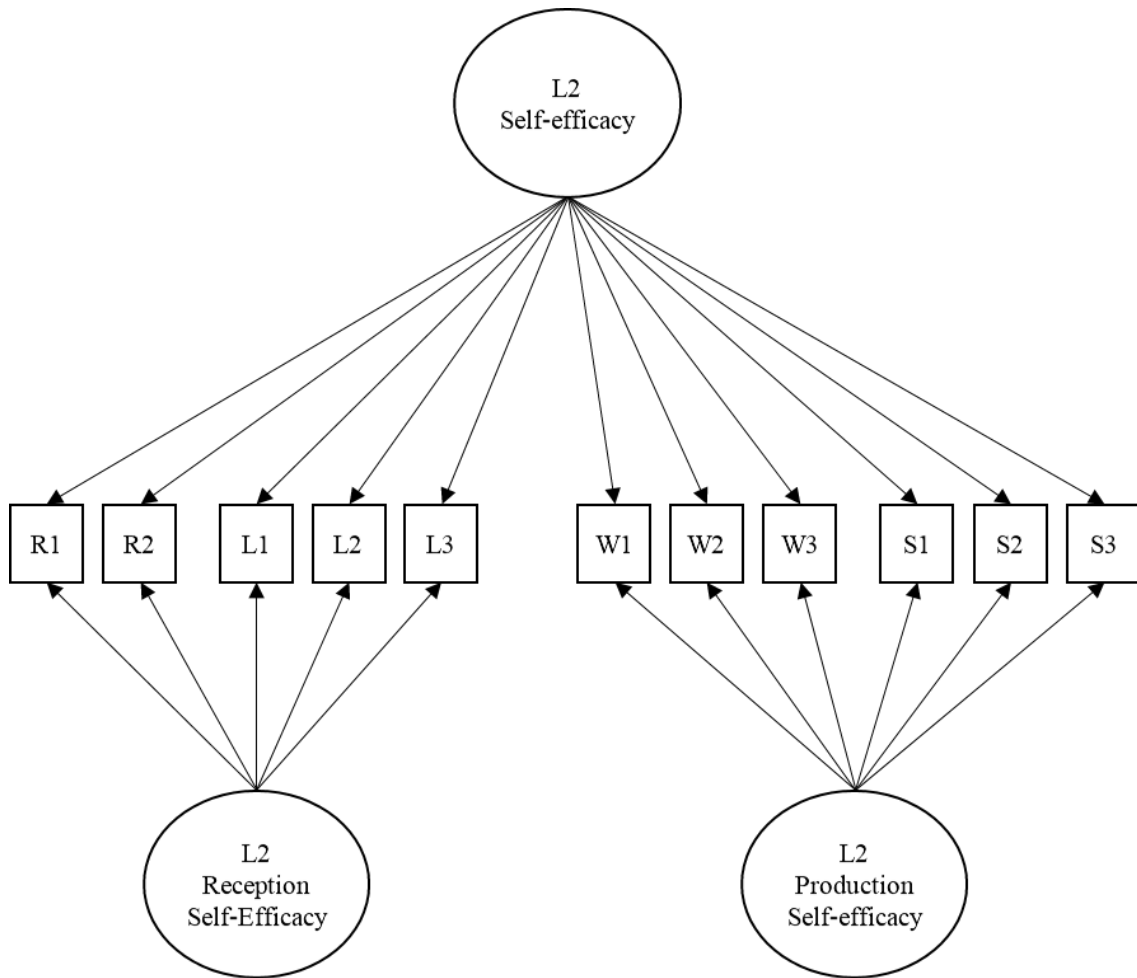 L2
Self-efficacy
R1 R2 L1 L2 L3 W1 W2 W3 S1 S2 S3
L2
Reception
Self-Efficacy
L2
Production
Self-efficacy